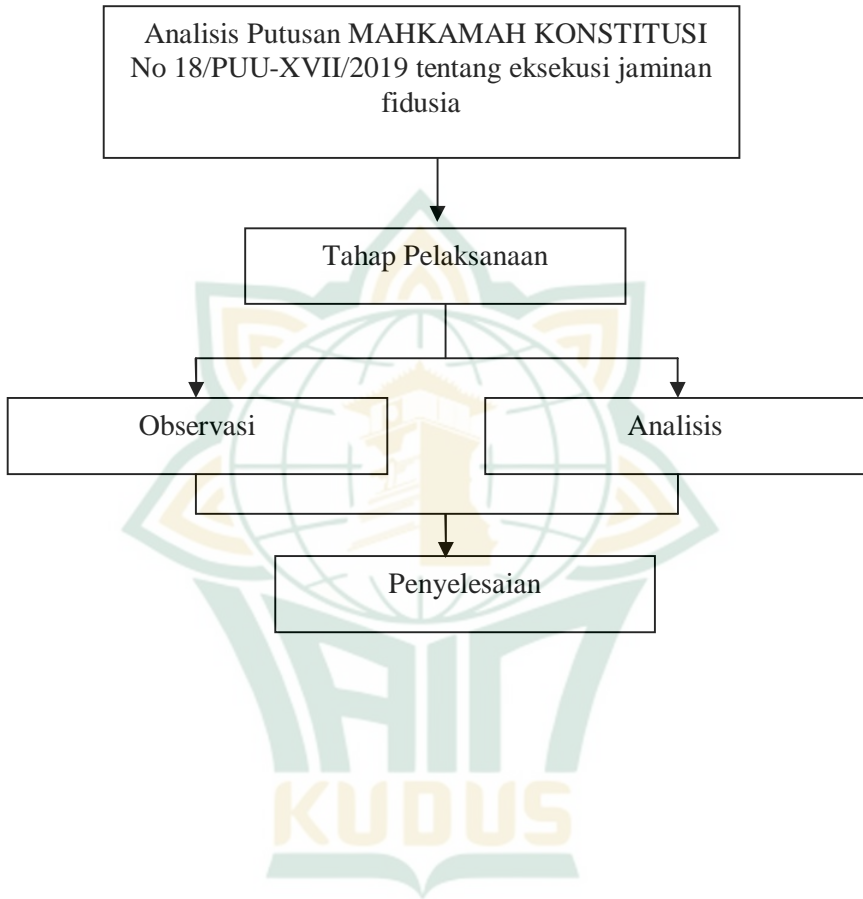 Analisis Putusan MAHKAMAH KONSTITUSI
No 18/PUU-XVII/2019 tentang eksekusi jaminan
fidusia
Tahap Pelaksanaan
Observasi
Analisis
Penyelesaian
IAIN
KUDUS